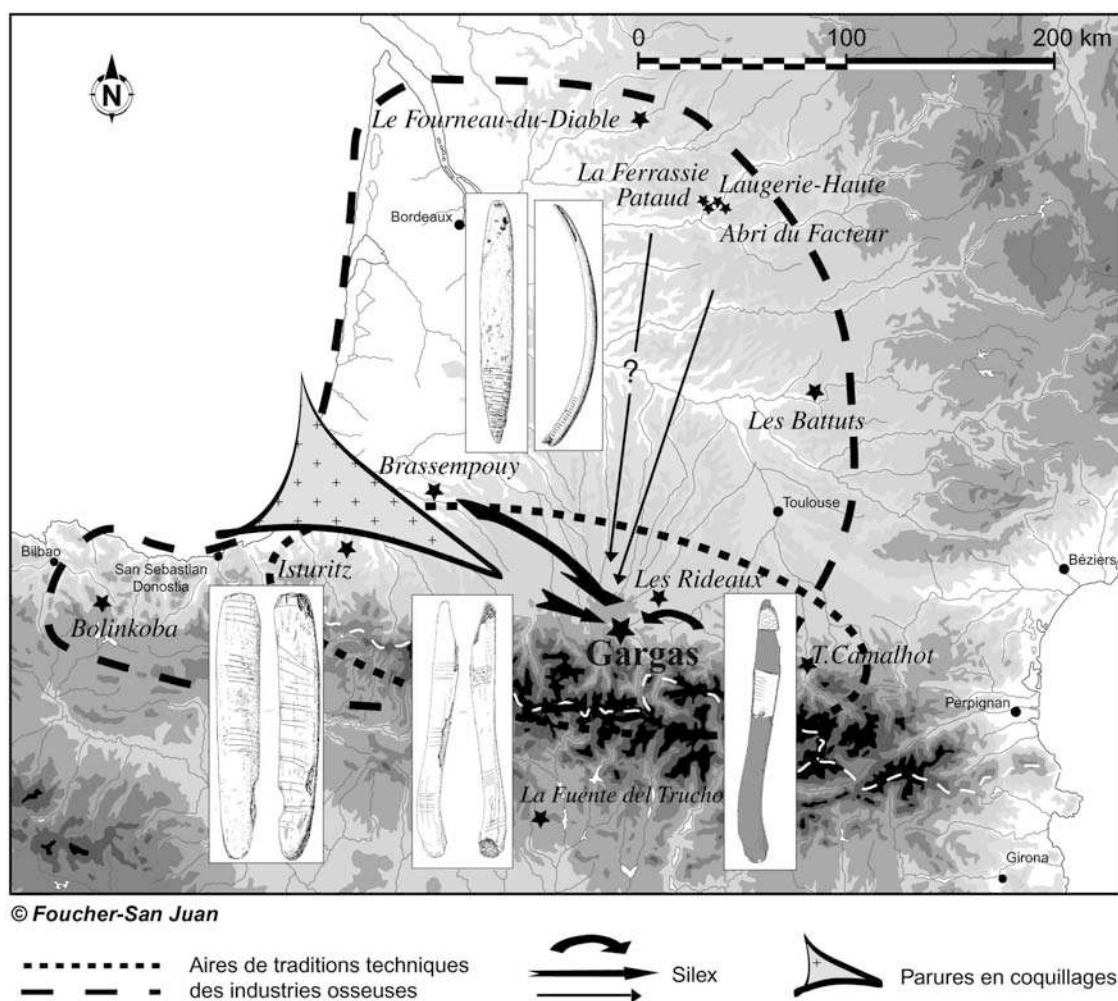 0 100 200 km
N
Le Fourneau-du-Diable
La Ferrassie
Laugerie-Haute
Pataud
Abri du Facteur
Bordeaux
?
Les Battuts
Brassempouy
Toulouse
Bilbao
San Sebastian
Donostia
Isturitz
Les Rideaux
Béziers
Bolinkoba
Gargas
T.Camalhot
Perpignan
La Fuente del Trucho
Girona
© Foucher-San Juan
Aires de traditions techniques
des industries osseuses
Silex
Parures en coquillages